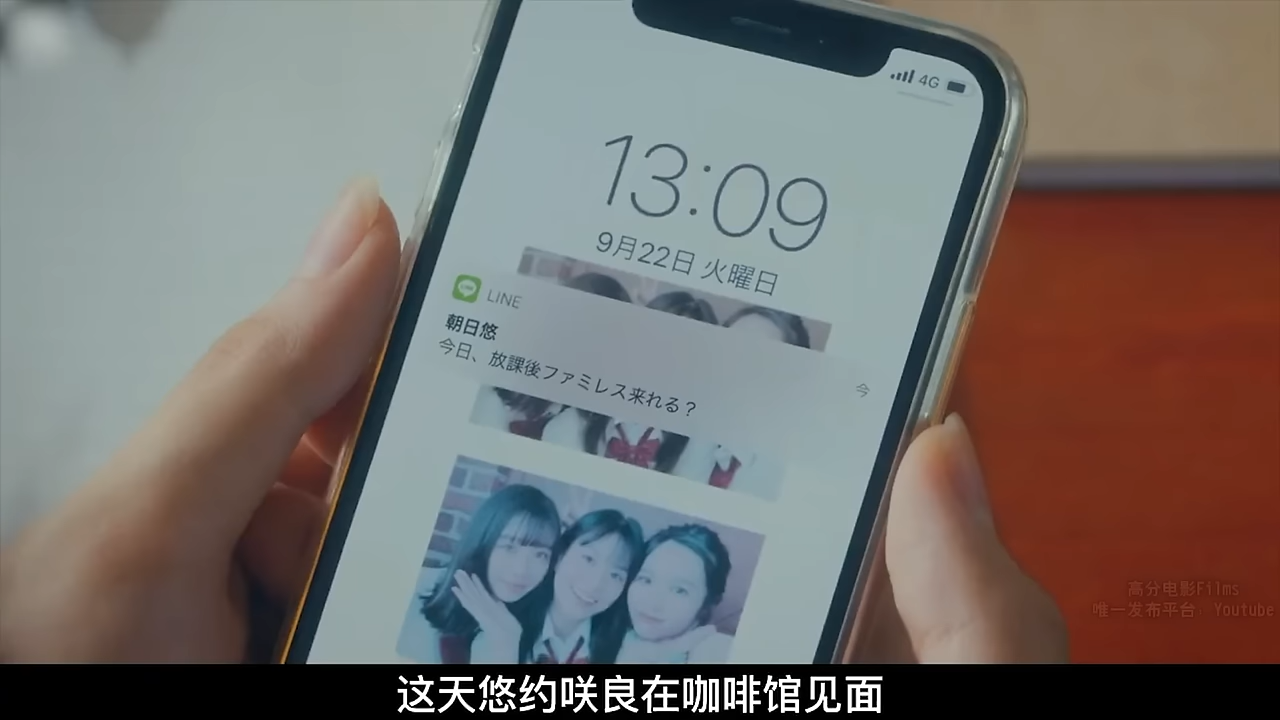 4G
13:09
9月22日 火曜日
LINE
朝日悠
今日、放課後ファミレス来れる？
今
高分电影Films
唯一发布平台：Youtube
这天悠约咲良在咖啡馆见面